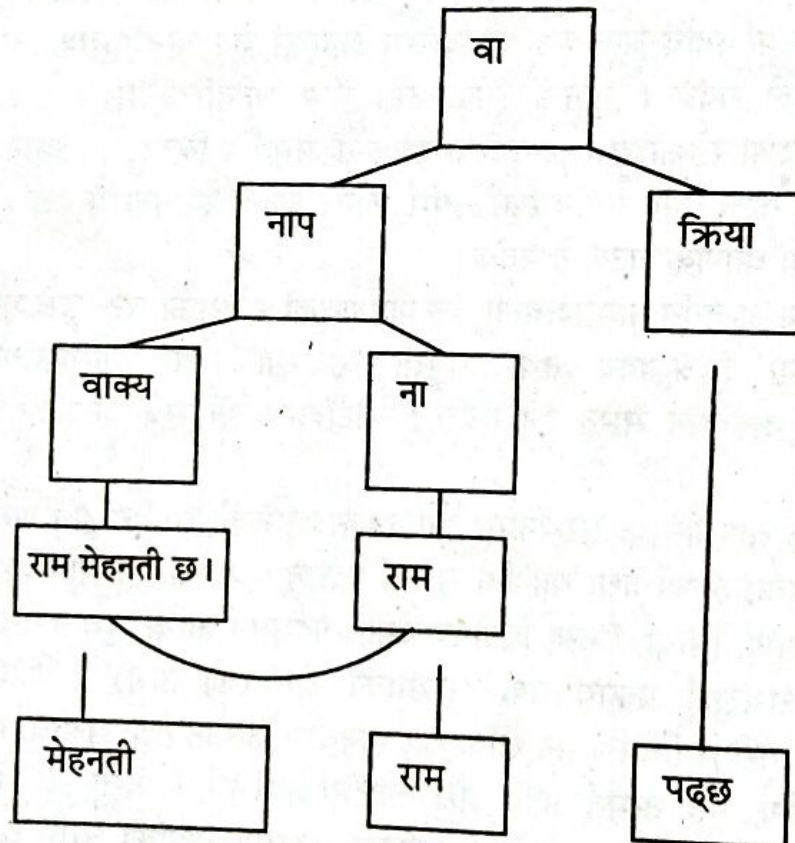 वा
नाप
क्रिया
वाक्य
ना
राम मेहनती छ।
राम
मेहनती
राम
पढ्छ